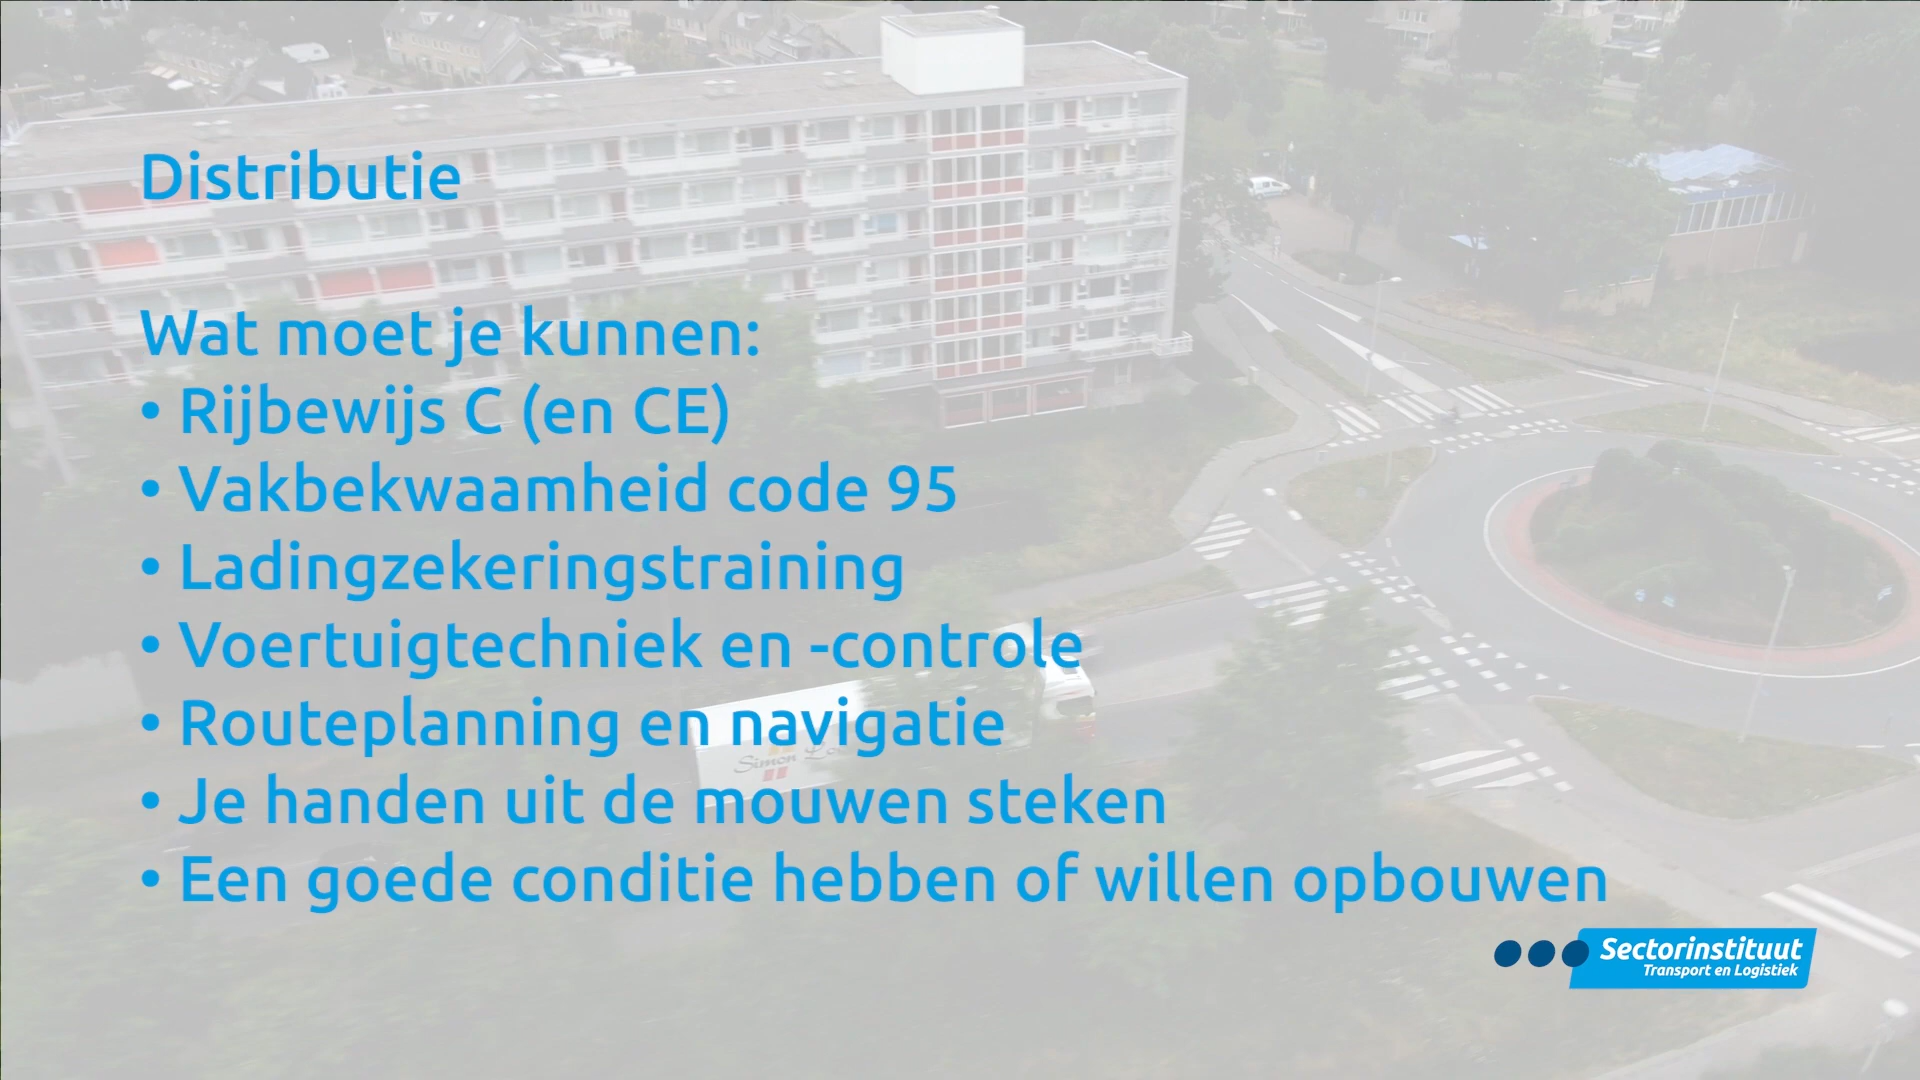 Distributie
Wat moet je kunnen:
• Rijbewijs C (en CE)
• Vakbekwaamheid code 95
• Ladingzekeringstraining
• Voertuigtechniek en -controle
• Routeplanning en navigatie
Simon
• Je handen uit de mouwen steken
• Een goede conditie hebben of willen opbouwen
Sectorinstituut
Transport en Logistiek